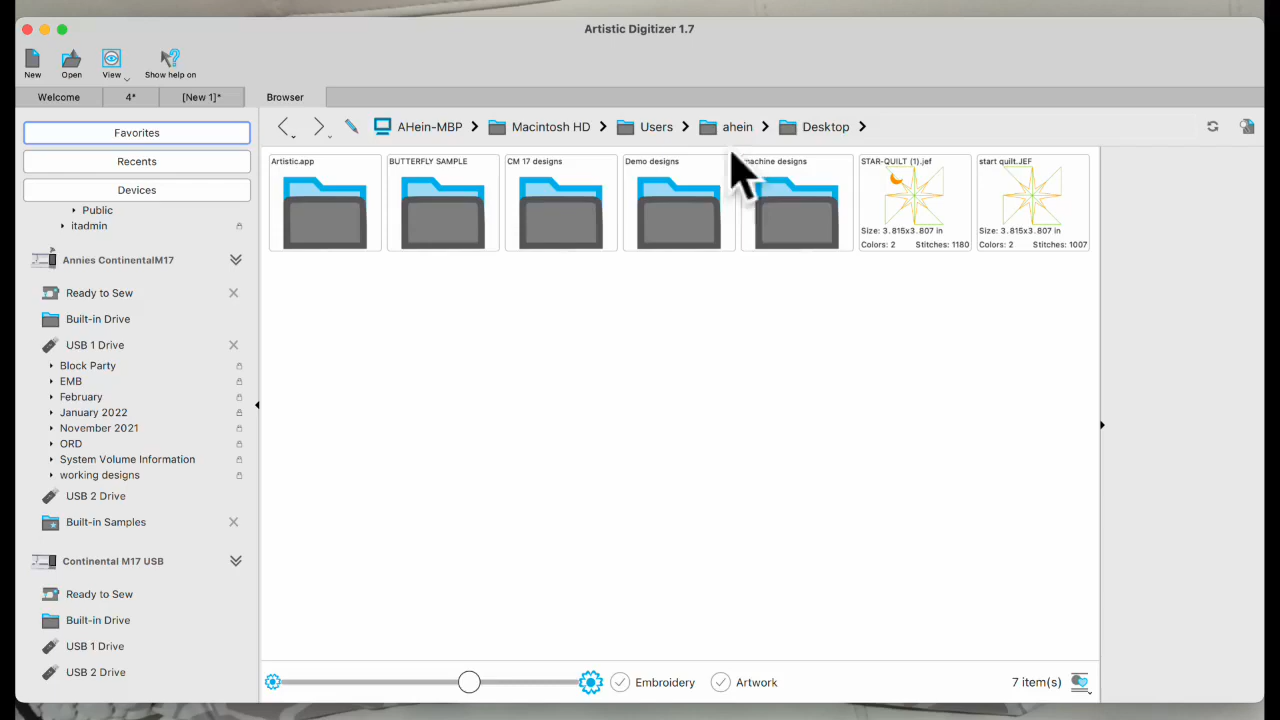 Artistic Digitizer 1.7
New Open View Show help on
Welcome 4* [New 1]* Browser
Favorites
Recents
Devices
Public
itadmin
Annies ContinentalM17
Ready to Sew
Built-in Drive
USB 1 Drive
Block Party
EMB
February
January 2022
November 2021
ORD
System Volume Information
working designs
USB 2 Drive
Built-in Samples
Continental M17 USB
Ready to Sew
Built-in Drive
USB 1 Drive
USB 2 Drive
AHein-MBP Macintosh HD Users ahein Desktop
Artistic.app BUTTERFLY SAMPLE CM 17 designs Demo designs machine designs STAR-QUILT (1).jef start quilt.JEF
Size: 3.815x3.807 in Size: 3.815x3.807 in
Colors: 2 Stitches: 1180 Colors: 2 Stitches: 1007
Embroidery Artwork 7 item(s)